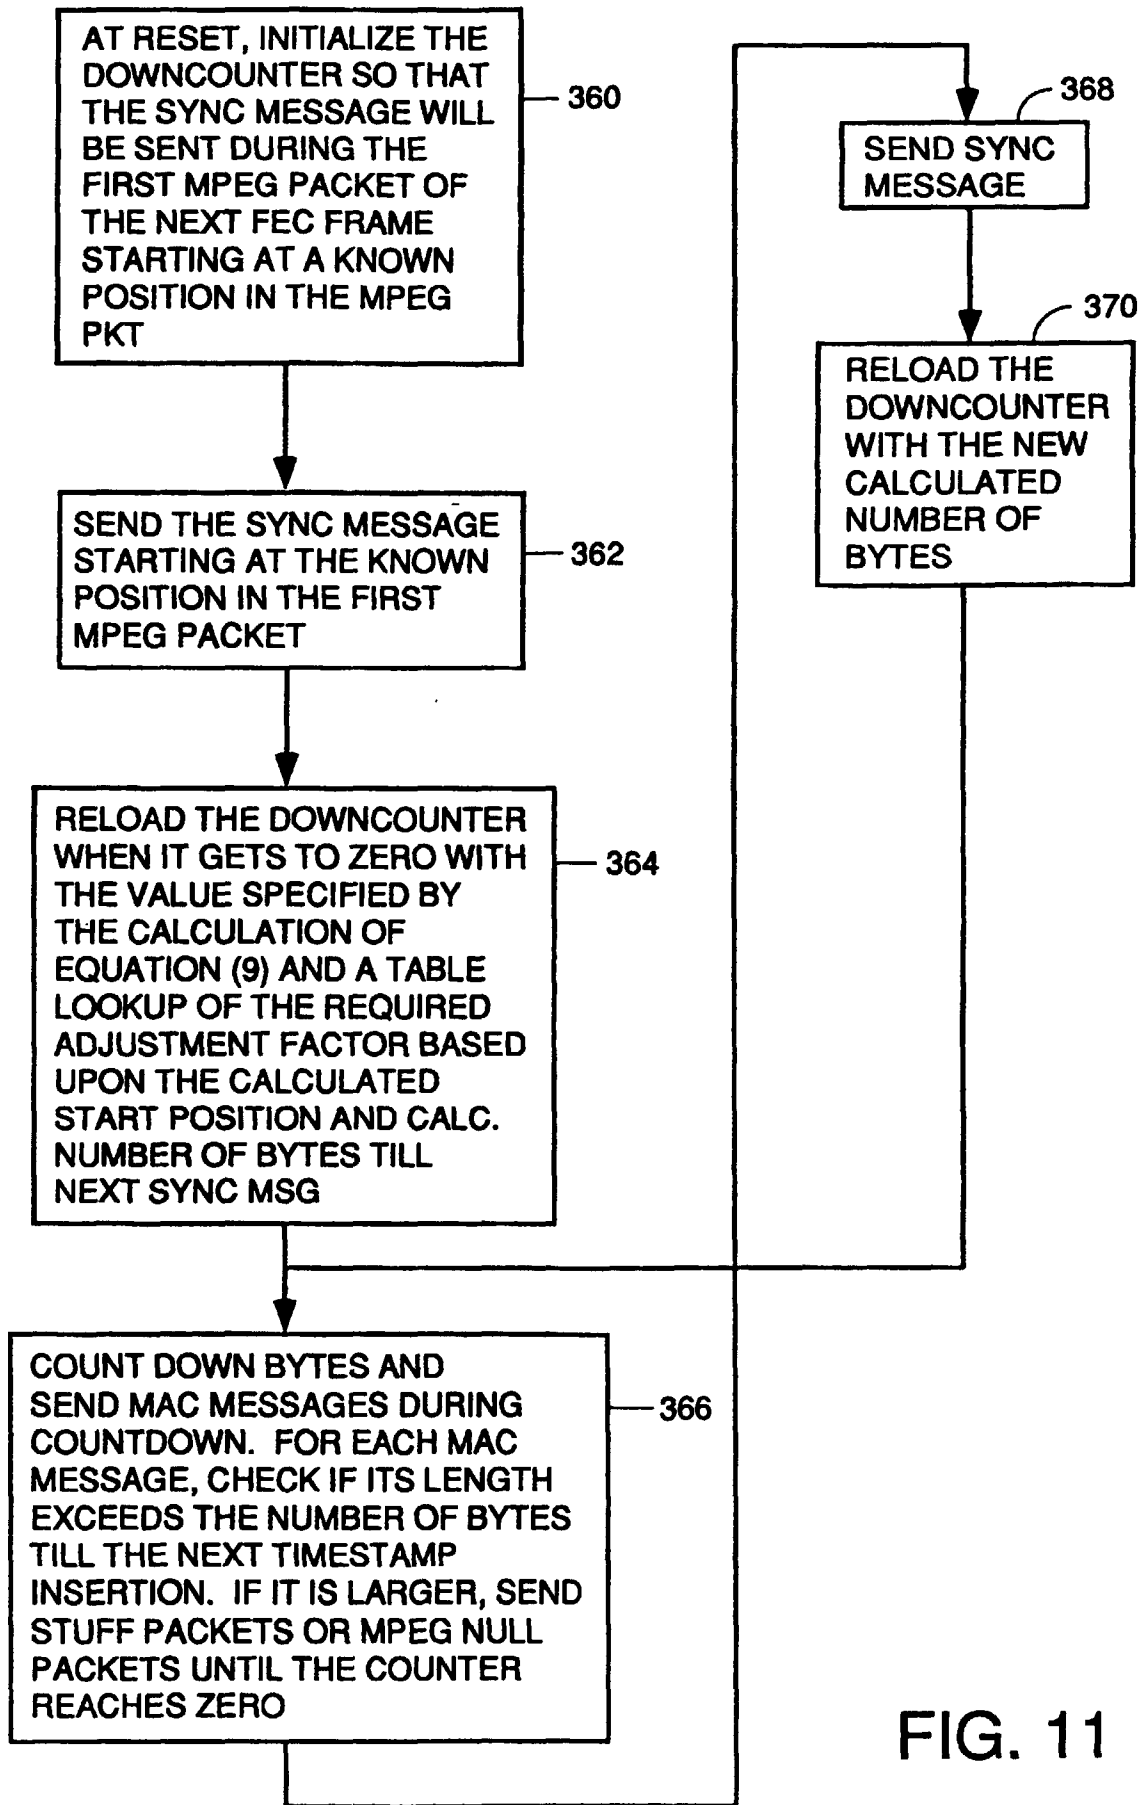 AT RESET, INITIALIZE THE
DOWNCOUNTER SO THAT
THE SYNC MESSAGE WILL
BE SENT DURING THE
FIRST MPEG PACKET OF
THE NEXT FEC FRAME
STARTING AT A KNOWN
POSITION IN THE MPEG
PKT
360
SEND THE SYNC MESSAGE
STARTING AT THE KNOWN
POSITION IN THE FIRST
MPEG PACKET
362
RELOAD THE DOWNCOUNTER
WHEN IT GETS TO ZERO WITH
THE VALUE SPECIFIED BY
THE CALCULATION OF
EQUATION (9) AND A TABLE
LOOKUP OF THE REQUIRED
ADJUSTMENT FACTOR BASED
UPON THE CALCULATED
START POSITION AND CALC.
NUMBER OF BYTES TILL
NEXT SYNC MSG
364
COUNT DOWN BYTES AND
SEND MAC MESSAGES DURING
COUNTDOWN. FOR EACH MAC
MESSAGE, CHECK IF ITS LENGTH
EXCEEDS THE NUMBER OF BYTES
TILL THE NEXT TIMESTAMP
INSERTION. IF IT IS LARGER, SEND
STUFF PACKETS OR MPEG NULL
PACKETS UNTIL THE COUNTER
REACHES ZERO
366
SEND SYNC
MESSAGE
368
RELOAD THE
DOWNCOUNTER
WITH THE NEW
CALCULATED
NUMBER OF
BYTES
370
FIG. 11